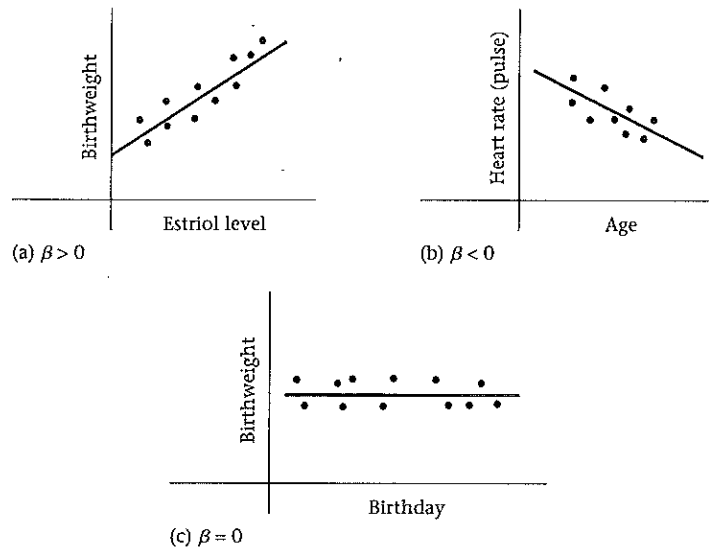 Birthweight
Estriol level
(a) β > 0
Heart rate (pulse)
Age
(b) β < 0
Birthweight
Birthday
(c) β = 0